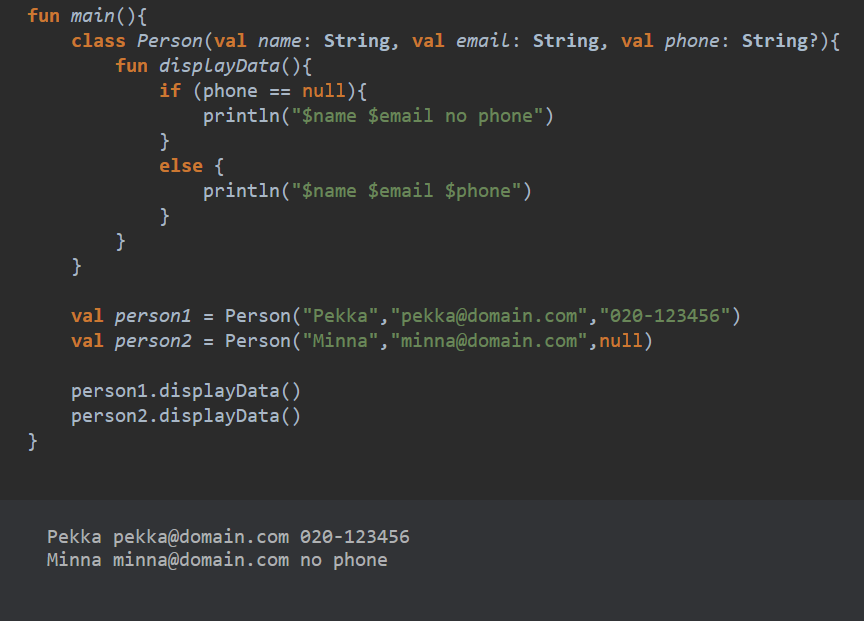 fun main(){
    class Person(val name: String, val email: String, val phone: String?){
        fun displayData(){
            if (phone == null){
                println("$name $email no phone")
            }
            else {
                println("$name $email $phone")
            }
        }
    }

    val person1 = Person("Pekka","pekka@domain.com","020-123456")
    val person2 = Person("Minna","minna@domain.com",null)

    person1.displayData()
    person2.displayData()
}

Pekka pekka@domain.com 020-123456
Minna minna@domain.com no phone